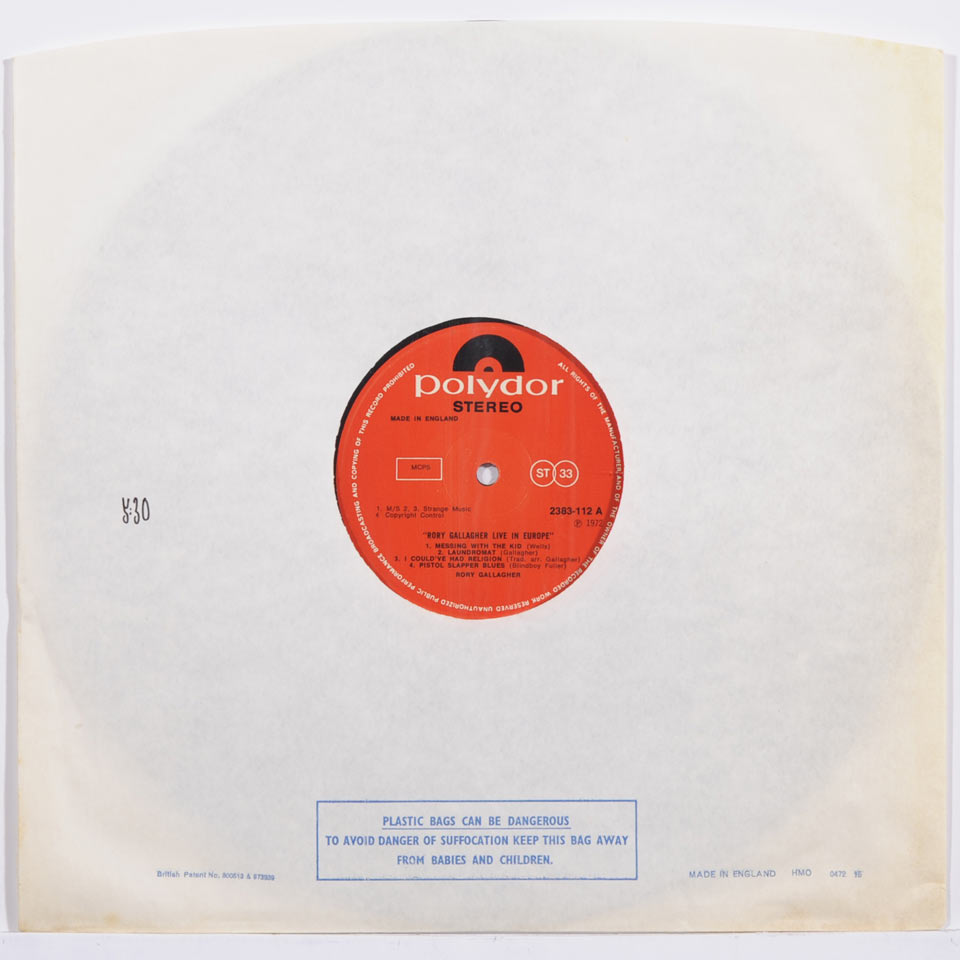 polydor
STEREO
MADE IN ENGLAND
UNAUTHORIZED PUBLIC PERFORMANCE BROADCASTING AND COPYING OF THIS RECORD PROHIBITED
ALL RIGHTS OF THE MANUFACTURER AND OF THE OWNER OF THE RECORDED WORK RESERVED
MCPS
ST 33
1. M/S 2, 3. Strange Music
4 Copyright Control
2383-112 A
℗ 1972
"RORY GALLAGHER LIVE IN EUROPE"
1. MESSING WITH THE KID (Wells)
2. LAUNDROMAT (Gallagher)
3. I COULD'VE HAD RELIGION (Trad. arr. Gallagher)
4. PISTOL SLAPPER BLUES (Blindboy Fuller)
RORY GALLAGHER
PLASTIC BAGS CAN BE DANGEROUS
TO AVOID DANGER OF SUFFOCATION KEEP THIS BAG AWAY
FROM BABIES AND CHILDREN.
British Patent No.
MADE IN ENGLAND HMO 0472